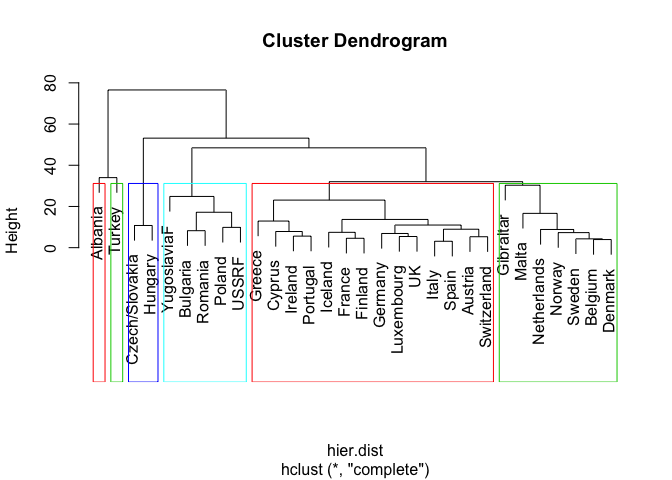 Cluster Dendrogram
Height
80
60
40
20
0
Albania
Turkey
Czech/Slovakia
Hungary
YugoslaviaF
Bulgaria
Romania
Poland
USSRF
Greece
Cyprus
Ireland
Portugal
Iceland
France
Finland
Germany
Luxembourg
UK
Italy
Spain
Austria
Switzerland
Gibraltar
Malta
Netherlands
Norway
Sweden
Belgium
Denmark
hier.dist
hclust (*, "complete")